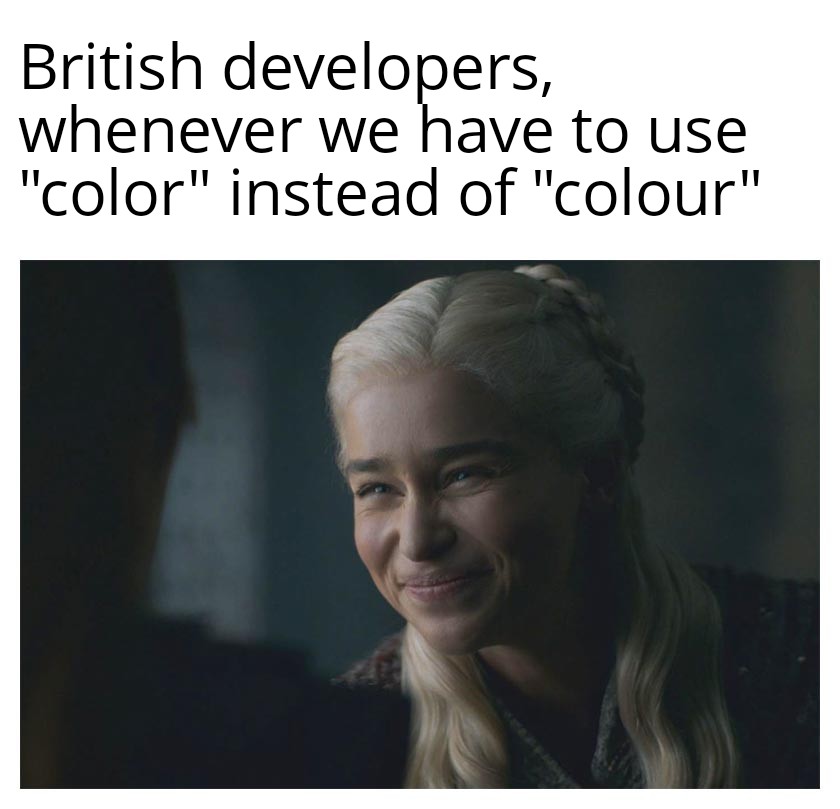 British developers,
whenever we have to use
"color" instead of "colour"